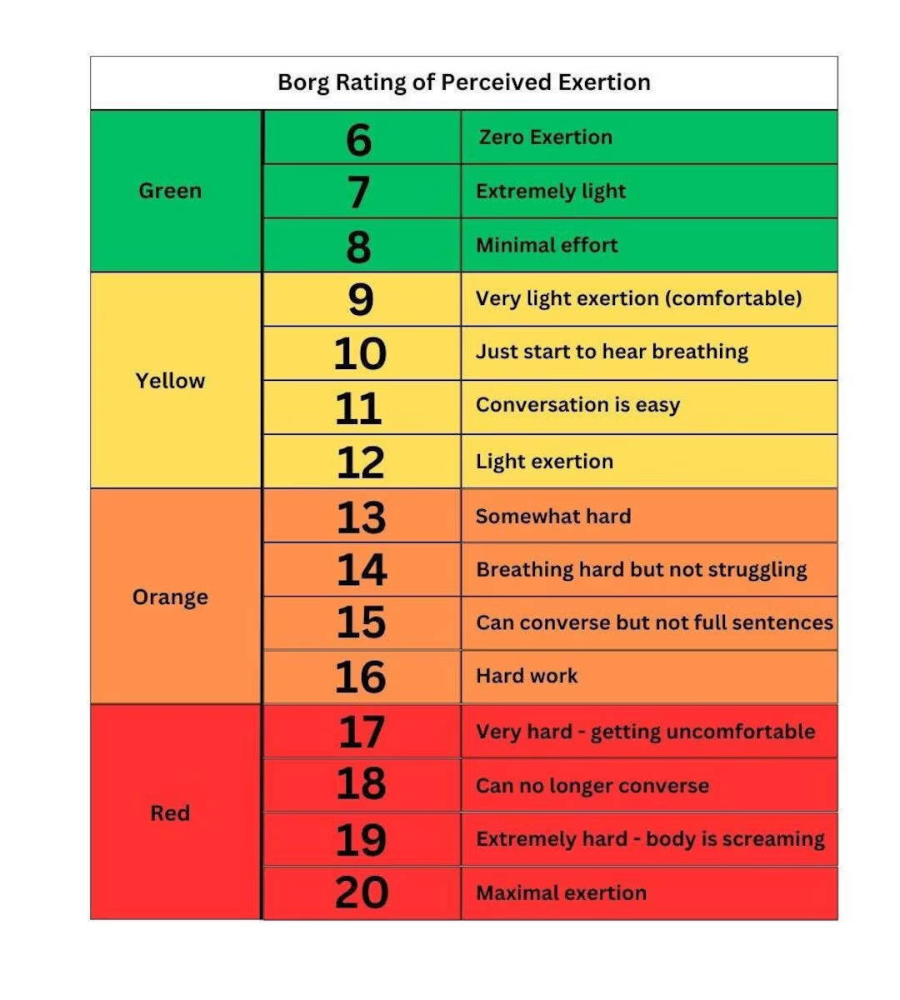 Borg Rating of Perceived Exertion
Green
6 Zero Exertion
7 Extremely light
8 Minimal effort
Yellow
9 Very light exertion (comfortable)
10 Just start to hear breathing
11 Conversation is easy
12 Light exertion
Orange
13 Somewhat hard
14 Breathing hard but not struggling
15 Can converse but not full sentences
16 Hard work
Red
17 Very hard - getting uncomfortable
18 Can no longer converse
19 Extremely hard - body is screaming
20 Maximal exertion